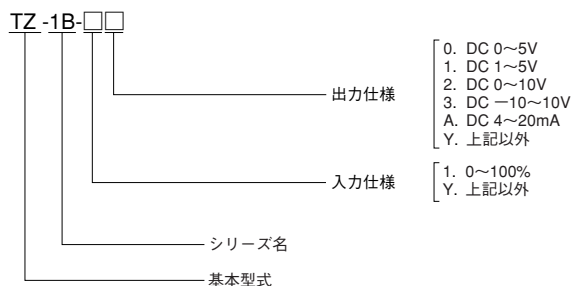 TZ-1B-□□
出力仕様
0. DC 0～5V
1. DC 1～5V
2. DC 0～10V
3. DC －10～10V
A. DC 4～20mA
Y. 上記以外
入力仕様
1. 0～100%
Y. 上記以外
シリーズ名
基本型式